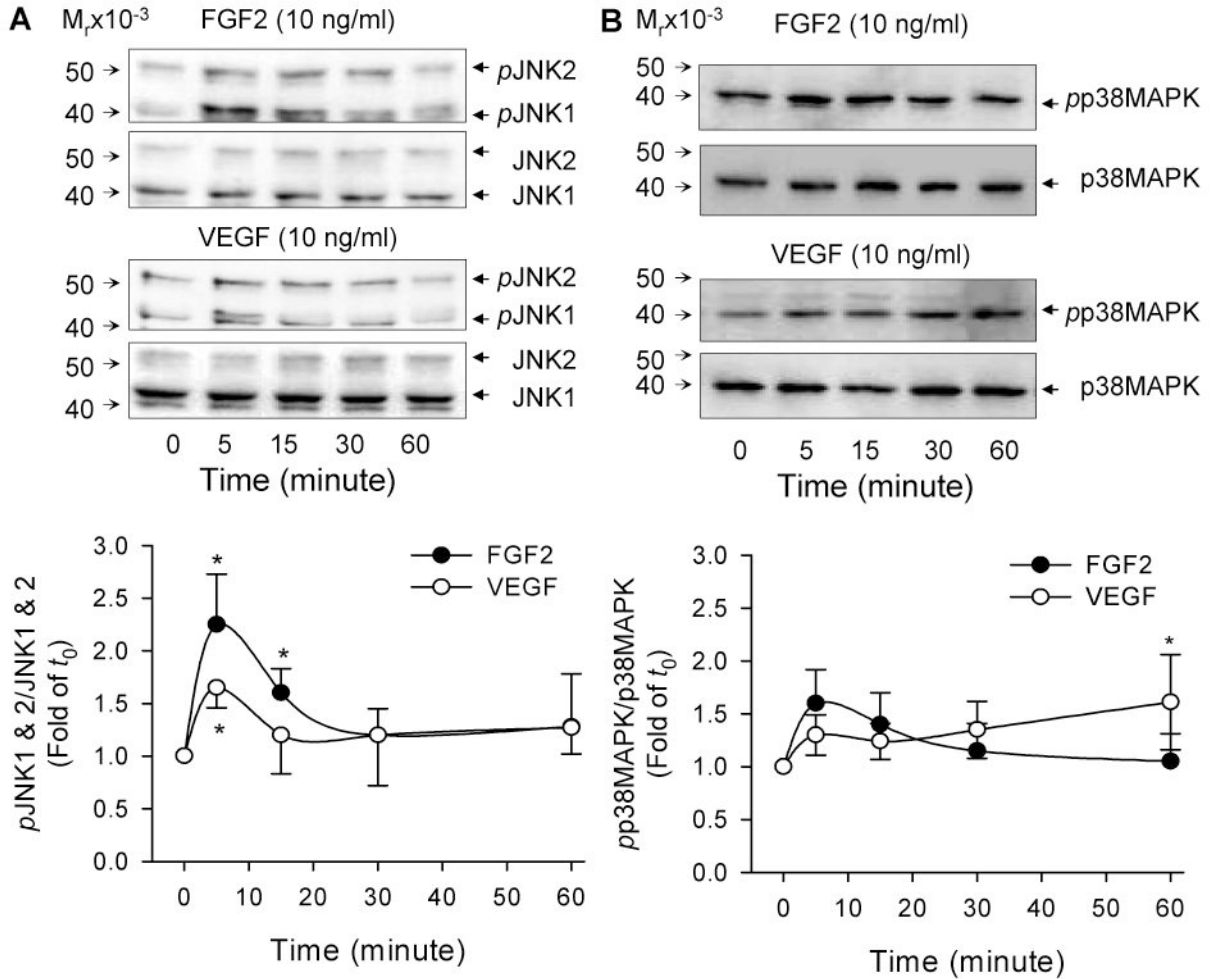 A Mrx10-3 FGF2 (10 ng/ml)
50 → pJNK2
40 → pJNK1
50 → JNK2
40 → JNK1
VEGF (10 ng/ml)
50 → pJNK2
40 → pJNK1
50 → JNK2
40 → JNK1
0 5 15 30 60
Time (minute)
B Mrx10-3 FGF2 (10 ng/ml)
50 →
40 → pp38MAPK
50 →
40 → p38MAPK
VEGF (10 ng/ml)
50 →
40 → pp38MAPK
50 →
40 → p38MAPK
0 5 15 30 60
Time (minute)
pJNK1 & 2/JNK1 & 2
(Fold of t0)
3.0
2.5
2.0
1.5
1.0
0.5
0.0
FGF2
VEGF
*
*
*
0 10 20 30 40 50 60
Time (minute)
pp38MAPK/p38MAPK
(Fold of t0)
3.0
2.5
2.0
1.5
1.0
0.5
0.0
FGF2
VEGF
*
0 10 20 30 40 50 60
Time (minute)